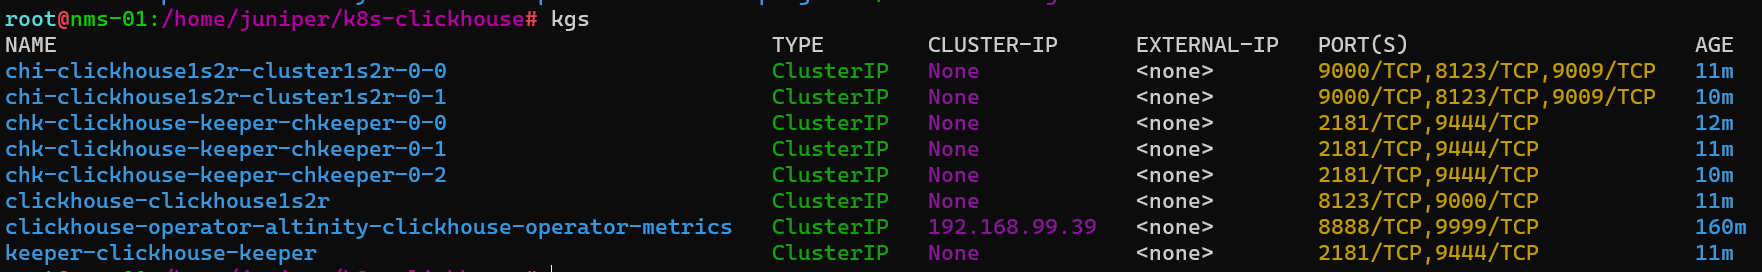 root@nms-01:/home/juniper/k8s-clickhouse# kgs
NAME TYPE CLUSTER-IP EXTERNAL-IP PORT(S) AGE
chi-clickhouse1s2r-cluster1s2r-0-0 ClusterIP None <none> 9000/TCP,8123/TCP,9009/TCP 11m
chi-clickhouse1s2r-cluster1s2r-0-1 ClusterIP None <none> 9000/TCP,8123/TCP,9009/TCP 10m
chk-clickhouse-keeper-chkeeper-0-0 ClusterIP None <none> 2181/TCP,9444/TCP 12m
chk-clickhouse-keeper-chkeeper-0-1 ClusterIP None <none> 2181/TCP,9444/TCP 11m
chk-clickhouse-keeper-chkeeper-0-2 ClusterIP None <none> 2181/TCP,9444/TCP 10m
clickhouse-clickhouse1s2r ClusterIP None <none> 8123/TCP,9000/TCP 11m
clickhouse-operator-altinity-clickhouse-operator-metrics ClusterIP 192.168.99.39 <none> 8888/TCP,9999/TCP 160m
keeper-clickhouse-keeper ClusterIP None <none> 2181/TCP,9444/TCP 11m